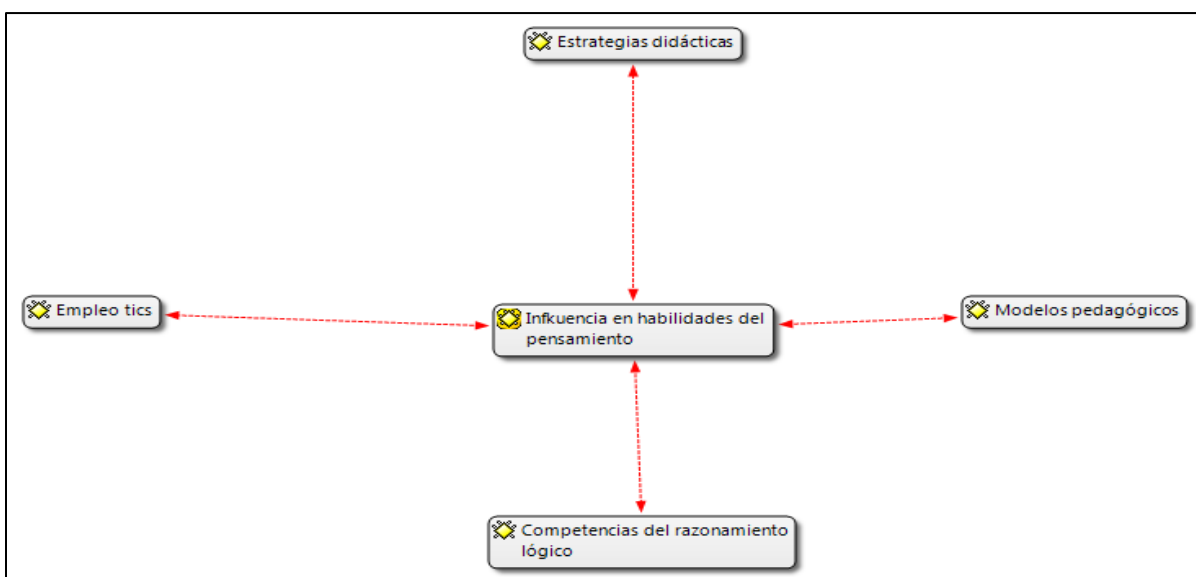 Estrategias didácticas
Empleo tics
Infkuencia en habilidades del
pensamiento
Modelos pedagógicos
Competencias del razonamiento
lógico